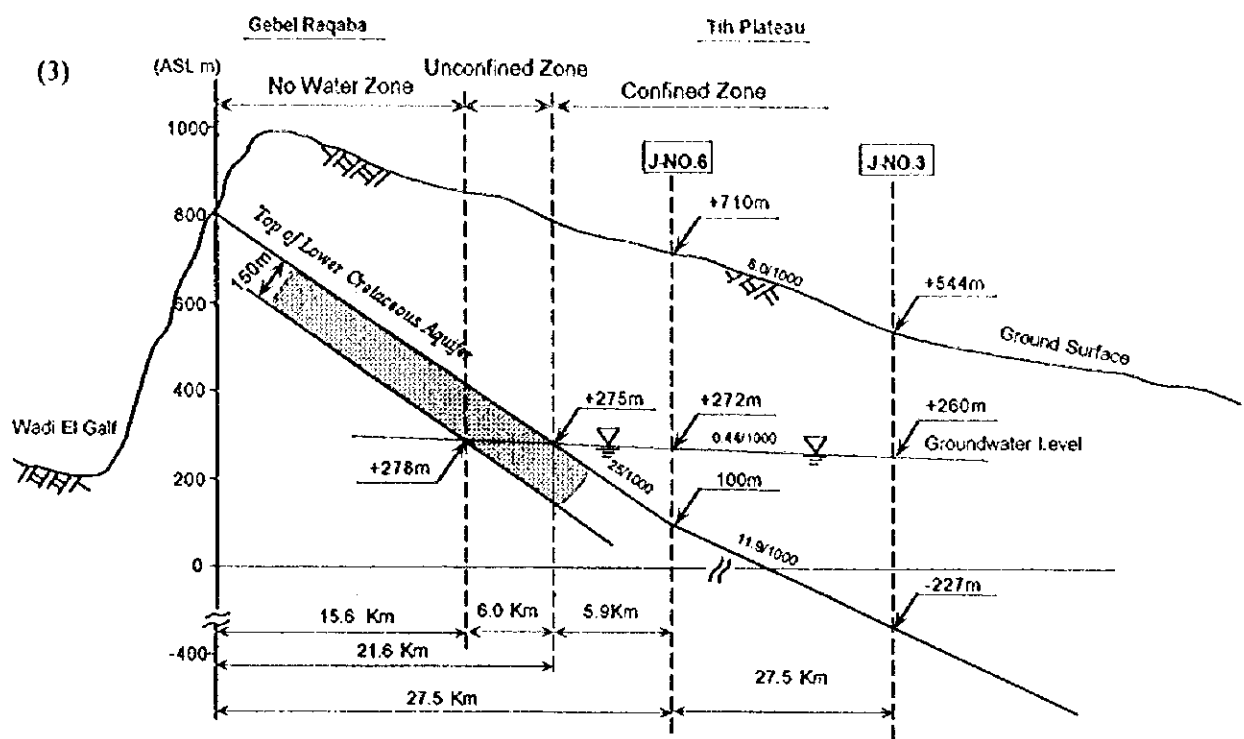 Gebel Raqaba
Tih Plateau
(3)
(ASL m)
Unconfined Zone
No Water Zone
Confined Zone
1000
800
600
400
200
0
-400
J-NO.6
J-NO.3
+710m
Top of Lower Cretaceous Aquifer
150m
8.0/1000
+544m
Ground Surface
Wadi El Galf
+275m
+272m
+260m
0.44/1000
Groundwater Level
+278m
25/1000
100m
11.9/1000
-227m
15.6 Km
6.0 Km
5.9Km
21.6 Km
27.5 Km
27.5 Km